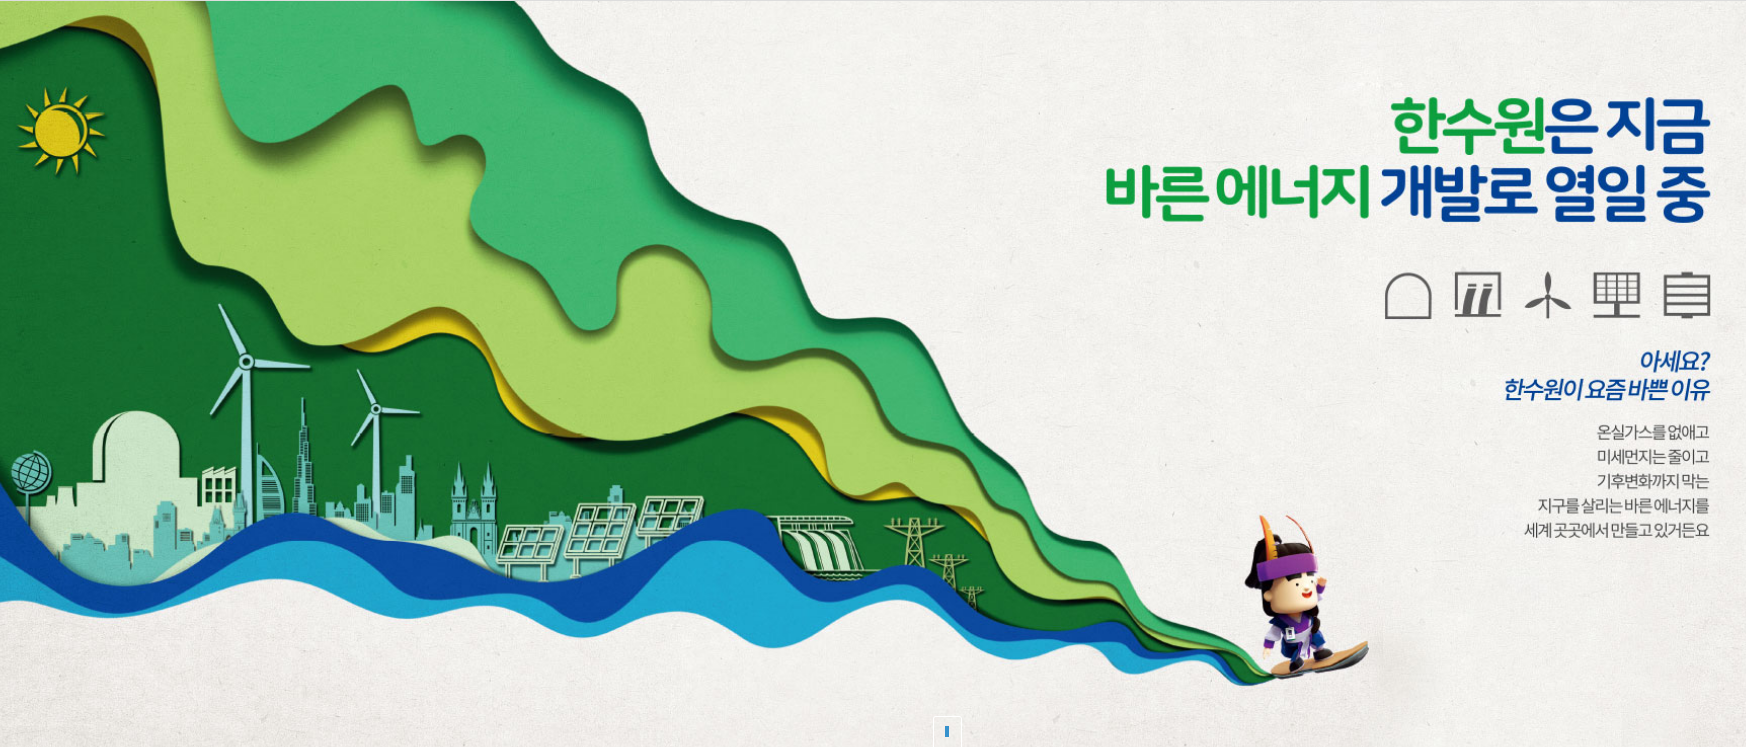 한수원은 지금
바른 에너지 개발로 열일 중
아세요?
한수원이 요즘 바쁜 이유
온실가스를 없애고
미세먼지는 줄이고
기후변화까지 막는
지구를 살리는 바른 에너지를
세계 곳곳에서 만들고 있거든요